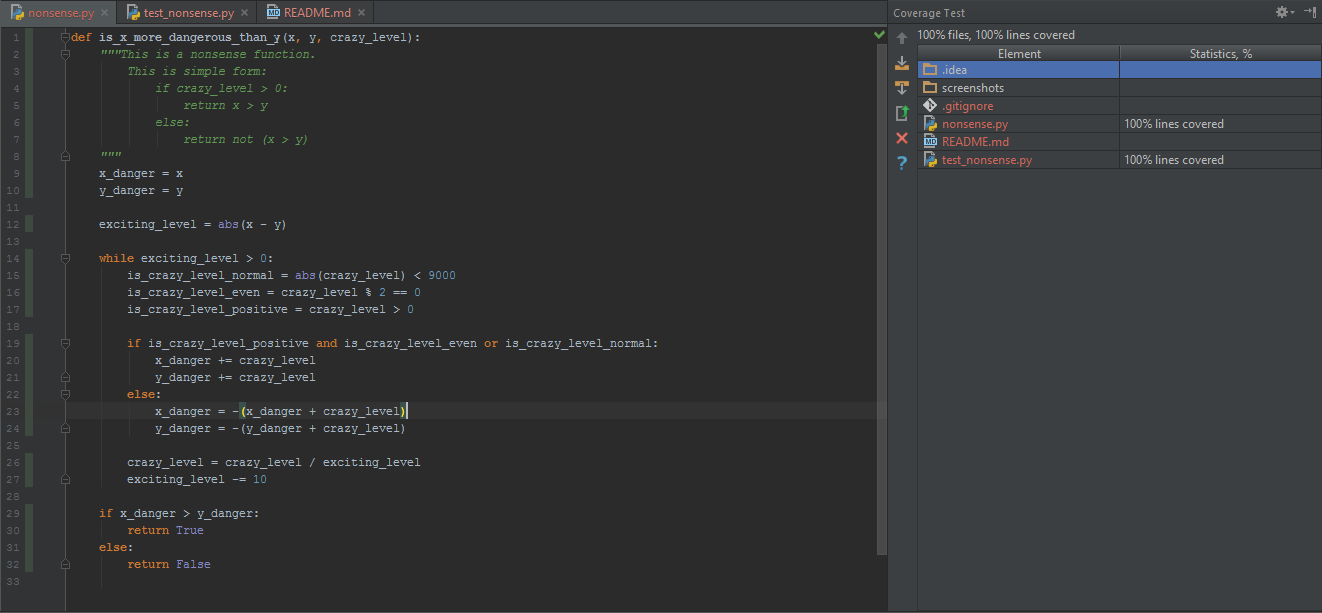 nonsense.py × test_nonsense.py × README.md ×
1 def is_x_more_dangerous_than_y(x, y, crazy_level):
2 """This is a nonsense function.
3 This is simple form:
4 if crazy_level > 0:
5 return x > y
6 else:
7 return not (x > y)
8 """
9 x_danger = x
10 y_danger = y
11
12 exciting_level = abs(x - y)
13
14 while exciting_level > 0:
15 is_crazy_level_normal = abs(crazy_level) < 9000
16 is_crazy_level_even = crazy_level % 2 == 0
17 is_crazy_level_positive = crazy_level > 0
18
19 if is_crazy_level_positive and is_crazy_level_even or is_crazy_level_normal:
20 x_danger += crazy_level
21 y_danger += crazy_level
22 else:
23 x_danger = -(x_danger + crazy_level)
24 y_danger = -(y_danger + crazy_level)
25
26 crazy_level = crazy_level / exciting_level
27 exciting_level -= 10
28
29 if x_danger > y_danger:
30 return True
31 else:
32 return False
33
Coverage Test
100% files, 100% lines covered
Element Statistics, %
.idea
screenshots
.gitignore
nonsense.py 100% lines covered
MD README.md
test_nonsense.py 100% lines covered